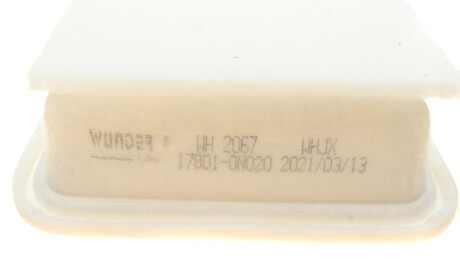 WUNDER ® WH 2067 WHJX
17801-0N020 2021/03/13